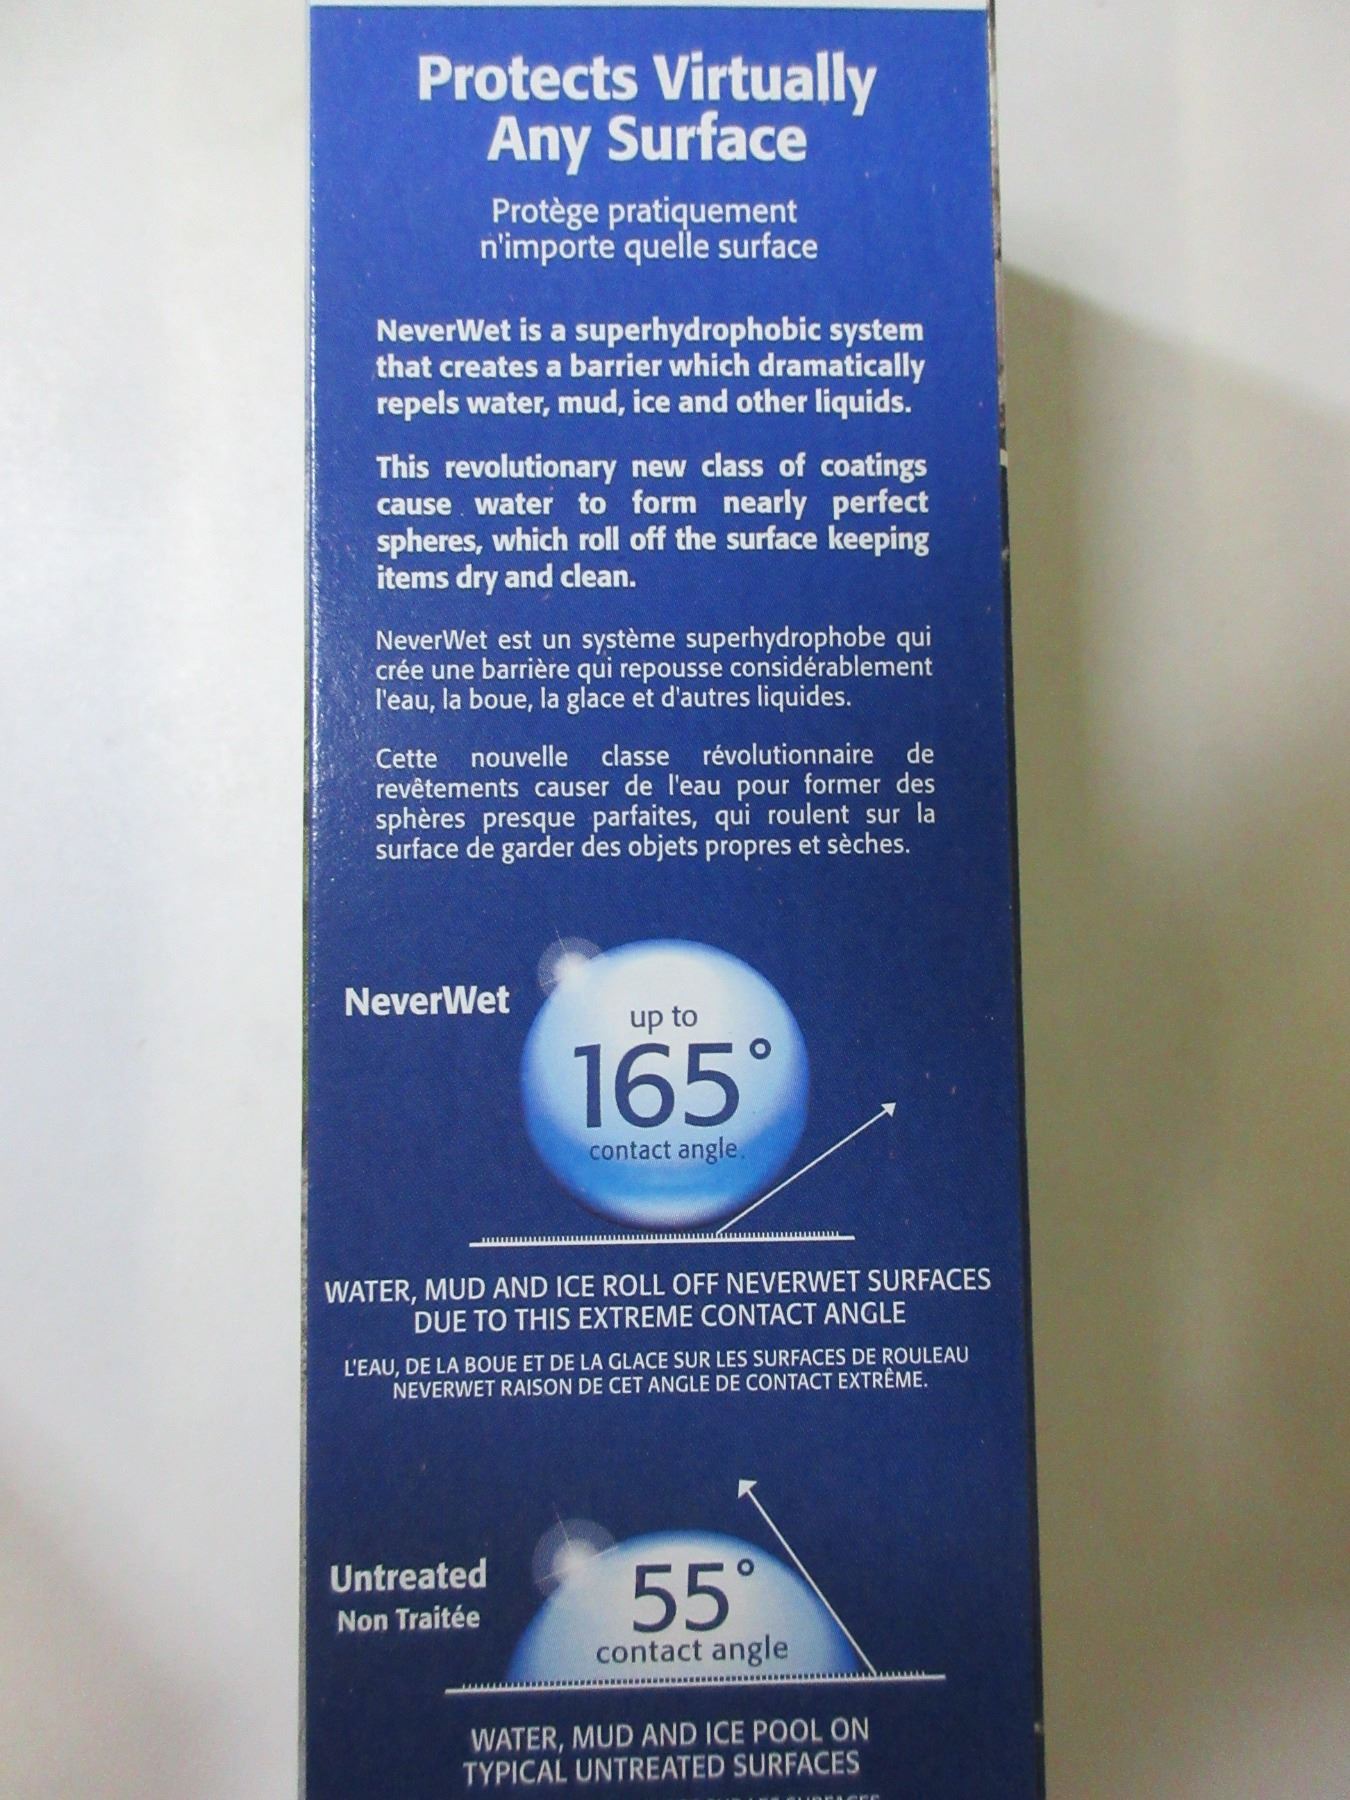 Protects Virtually
Any Surface
Protège pratiquement
n'importe quelle surface
NeverWet is a superhydrophobic system
that creates a barrier which dramatically
repels water, mud, ice and other liquids.
This revolutionary new class of coatings
cause water to form nearly perfect
spheres, which roll off the surface keeping
items dry and clean.
NeverWet est un système superhydrophobe qui
crée une barrière qui repousse considérablement
l'eau, la boue, la glace et d'autres liquides.
Cette nouvelle classe révolutionnaire de
revêtements causer de l'eau pour former des
sphères presque parfaites, qui roulent sur la
surface de garder des objets propres et sèches.
NeverWet
up to
165°
contact angle.
WATER, MUD AND ICE ROLL OFF NEVERWET SURFACES
DUE TO THIS EXTREME CONTACT ANGLE
L'EAU, DE LA BOUE ET DE LA GLACE SUR LES SURFACES DE ROULEAU
NEVERWET RAISON DE CET ANGLE DE CONTACT EXTRÊME.
Untreated
Non Traitée
55°
contact angle
WATER, MUD AND ICE POOL ON
TYPICAL UNTREATED SURFACES